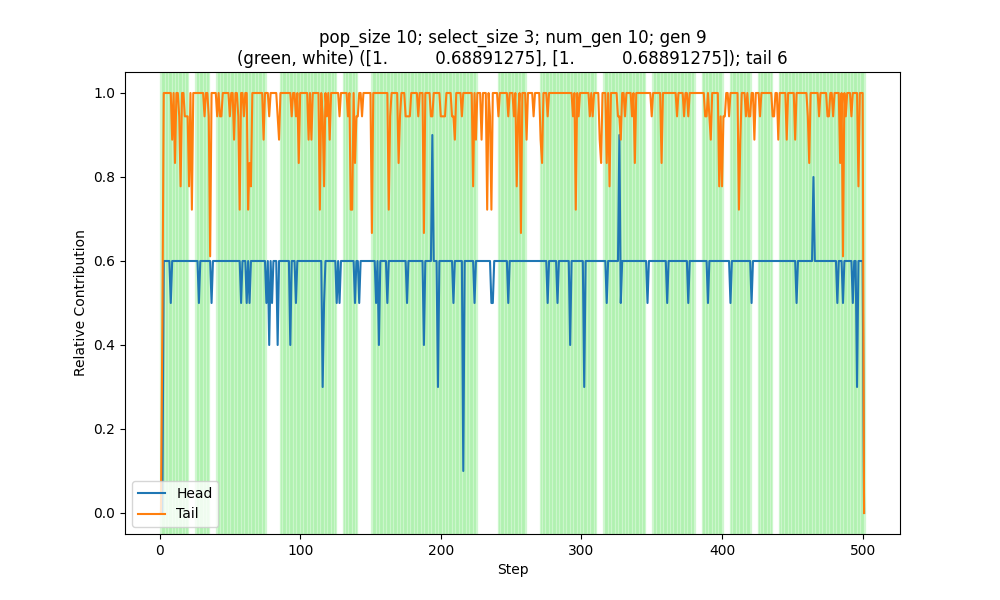 pop_size 10; select_size 3; num_gen 10; gen 9
(green, white) ([1.          0.68891275], [1.          0.68891275]); tail 6
1.0
0.8
0.6
0.4
0.2
0.0
Relative Contribution
Head
Tail
0
100
200
300
400
500
Step